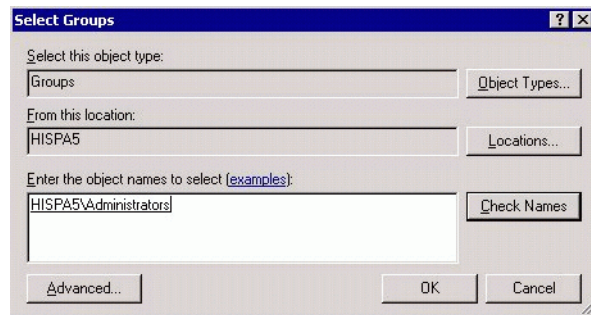 Select Groups
Select this object type:
Groups
Object Types...
From this location:
HISPA5
Locations...
Enter the object names to select (examples):
HISPA5\Administrators
Check Names
Advanced...
OK
Cancel